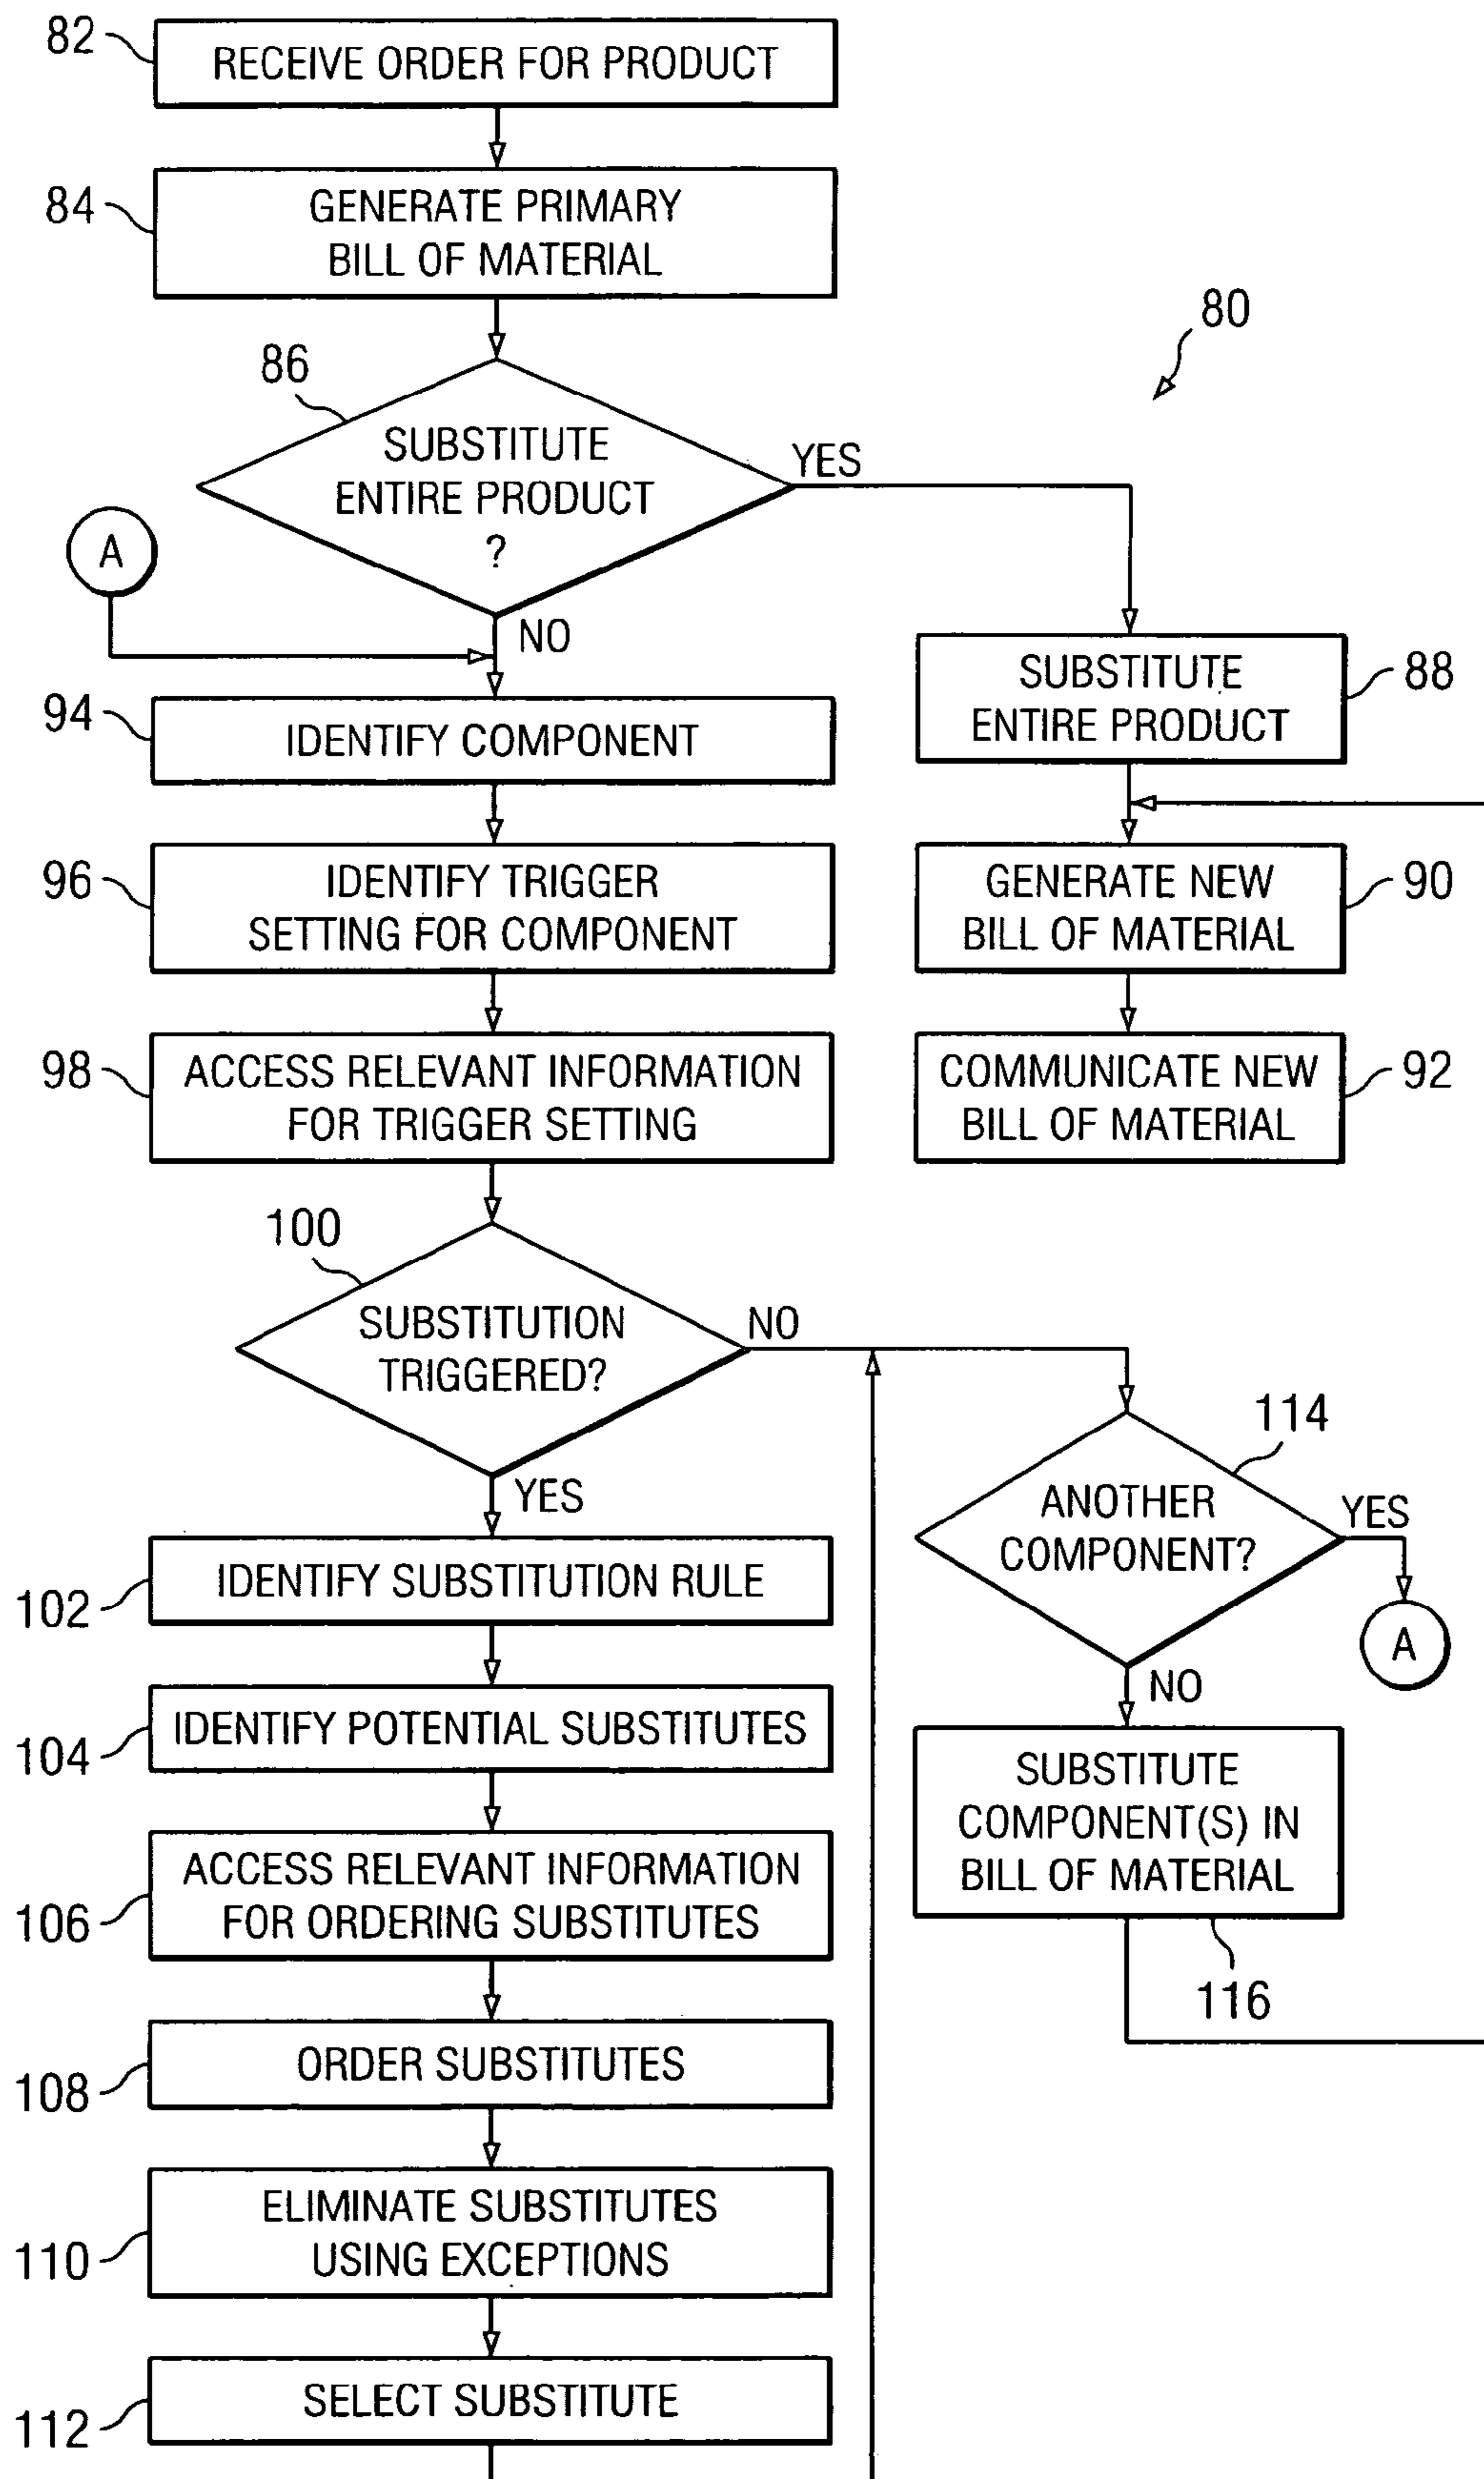 82
RECEIVE ORDER FOR PRODUCT
84
GENERATE PRIMARY
BILL OF MATERIAL
80
86
SUBSTITUTE
ENTIRE PRODUCT
?
YES
A
NO
88
SUBSTITUTE
ENTIRE PRODUCT
94
IDENTIFY COMPONENT
96
IDENTIFY TRIGGER
SETTING FOR COMPONENT
90
GENERATE NEW
BILL OF MATERIAL
98
ACCESS RELEVANT INFORMATION
FOR TRIGGER SETTING
92
COMMUNICATE NEW
BILL OF MATERIAL
100
SUBSTITUTION
TRIGGERED?
NO
YES
114
ANOTHER
COMPONENT?
YES
A
NO
102
IDENTIFY SUBSTITUTION RULE
104
IDENTIFY POTENTIAL SUBSTITUTES
SUBSTITUTE
COMPONENT(S) IN
BILL OF MATERIAL
116
106
ACCESS RELEVANT INFORMATION
FOR ORDERING SUBSTITUTES
108
ORDER SUBSTITUTES
110
ELIMINATE SUBSTITUTES
USING EXCEPTIONS
112
SELECT SUBSTITUTE